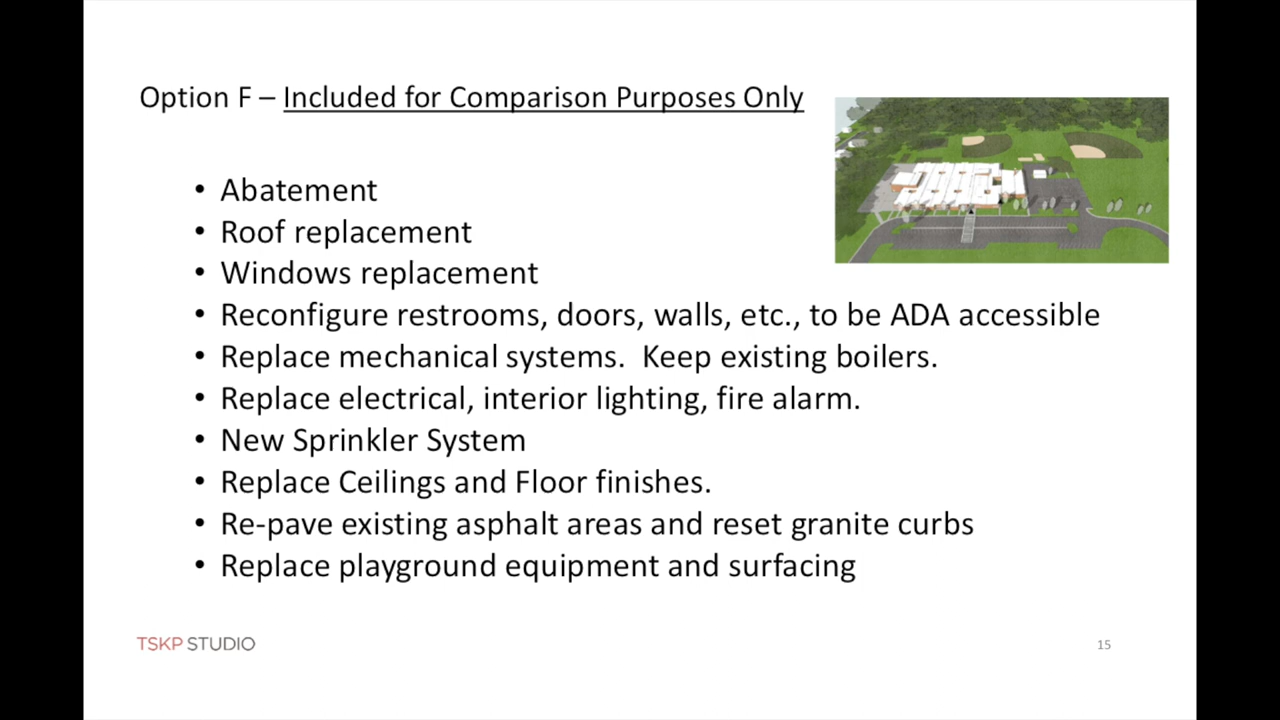 Option F – Included for Comparison Purposes Only
• Abatement
• Roof replacement
• Windows replacement
• Reconfigure restrooms, doors, walls, etc., to be ADA accessible
• Replace mechanical systems.  Keep existing boilers.
• Replace electrical, interior lighting, fire alarm.
• New Sprinkler System
• Replace Ceilings and Floor finishes.
• Re-pave existing asphalt areas and reset granite curbs
• Replace playground equipment and surfacing
TSKP STUDIO
15